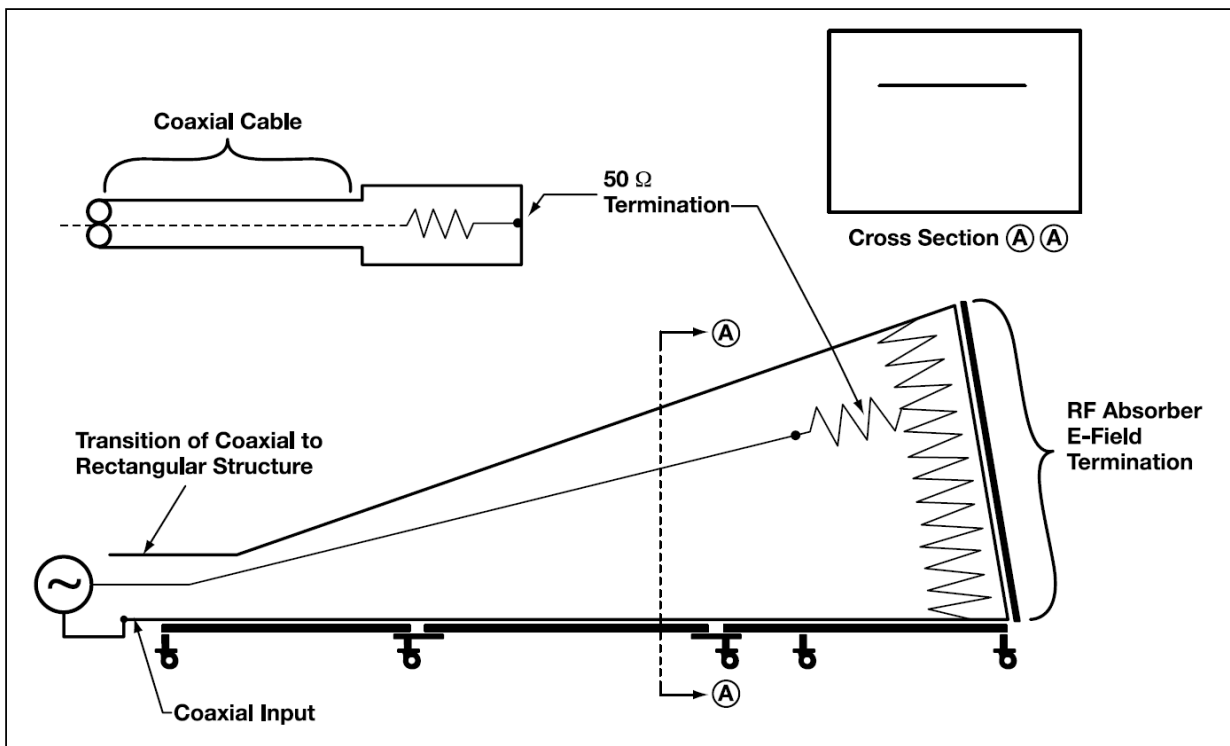 Coaxial Cable
50 Ω
Termination
Cross Section Ⓐ Ⓐ
Ⓐ
Transition of Coaxial to
Rectangular Structure
RF Absorber
E-Field
Termination
~
Ⓐ
Coaxial Input